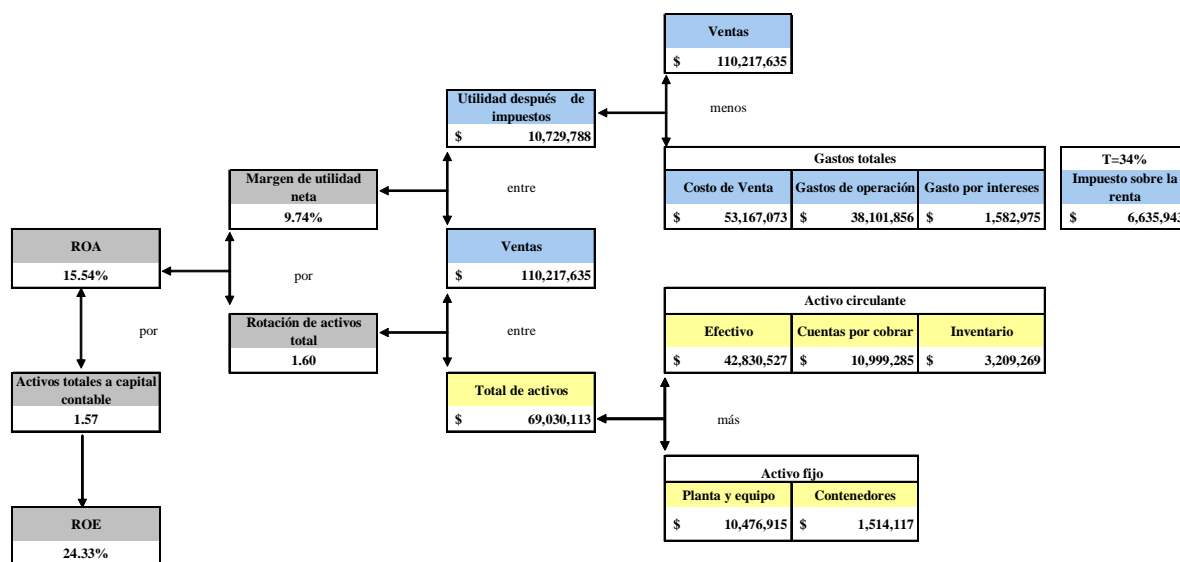 Ventas
$ 110,217,635
Utilidad después de
impuestos
$ 10,729,788
menos
Gastos totales
T=34%
Costo de Venta Gastos de operación Gasto por intereses
Impuesto sobre la
renta
$ 53,167,073 $ 38,101,856 $ 1,582,975
$ 6,635,943
Margen de utilidad
neta
9.74%
entre
ROA
15.54%
Ventas
$ 110,217,635
por
por
Rotación de activos
total
1.60
entre
Activo circulante
Efectivo Cuentas por cobrar Inventario
$ 42,830,527 $ 10,999,285 $ 3,209,269
Activos totales a capital
contable
1.57
Total de activos
$ 69,030,113
más
Activo fijo
Planta y equipo Contenedores
$ 10,476,915 $ 1,514,117
ROE
24.33%